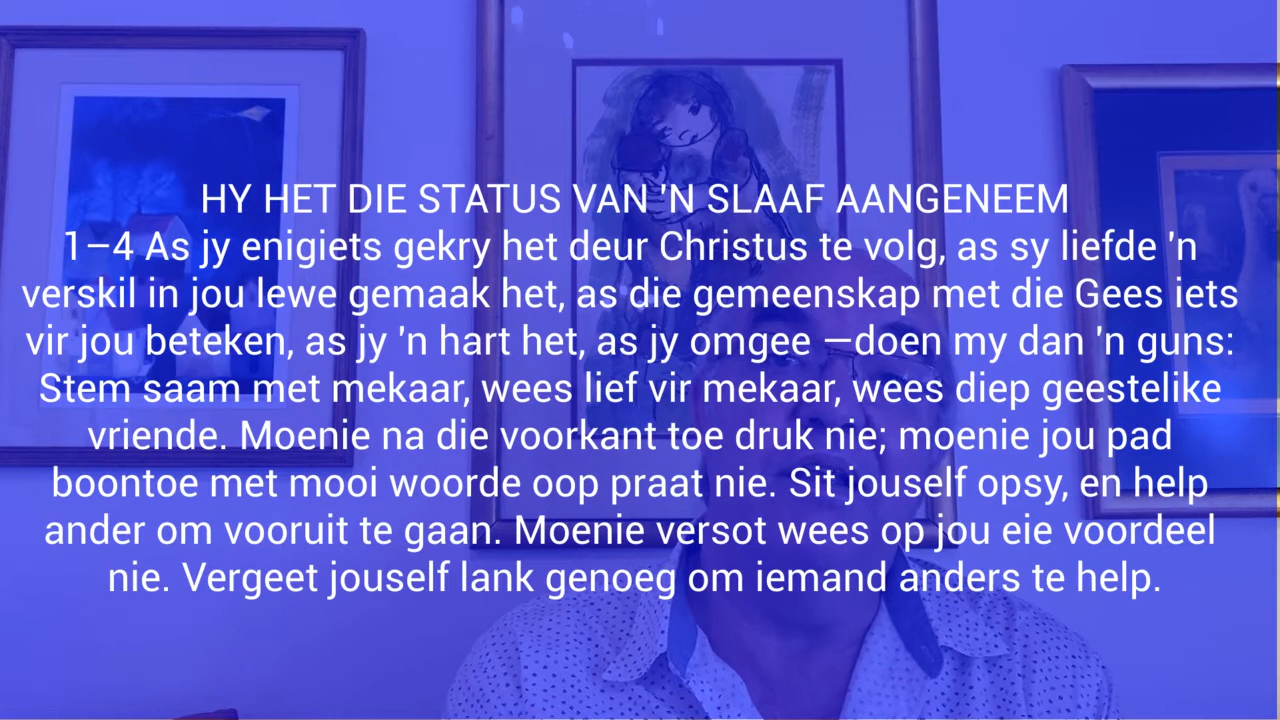 HY HET DIE STATUS VAN 'N SLAAF AANGENEEM
1–4 As jy enigiets gekry het deur Christus te volg, as sy liefde 'n
verskil in jou lewe gemaak het, as die gemeenskap met die Gees iets
vir jou beteken, as jy 'n hart het, as jy omgee —doen my dan 'n guns:
Stem saam met mekaar, wees lief vir mekaar, wees diep geestelike
vriende. Moenie na die voorkant toe druk nie; moenie jou pad
boontoe met mooi woorde oop praat nie. Sit jouself opsy, en help
ander om vooruit te gaan. Moenie versot wees op jou eie voordeel
nie. Vergeet jouself lank genoeg om iemand anders te help.